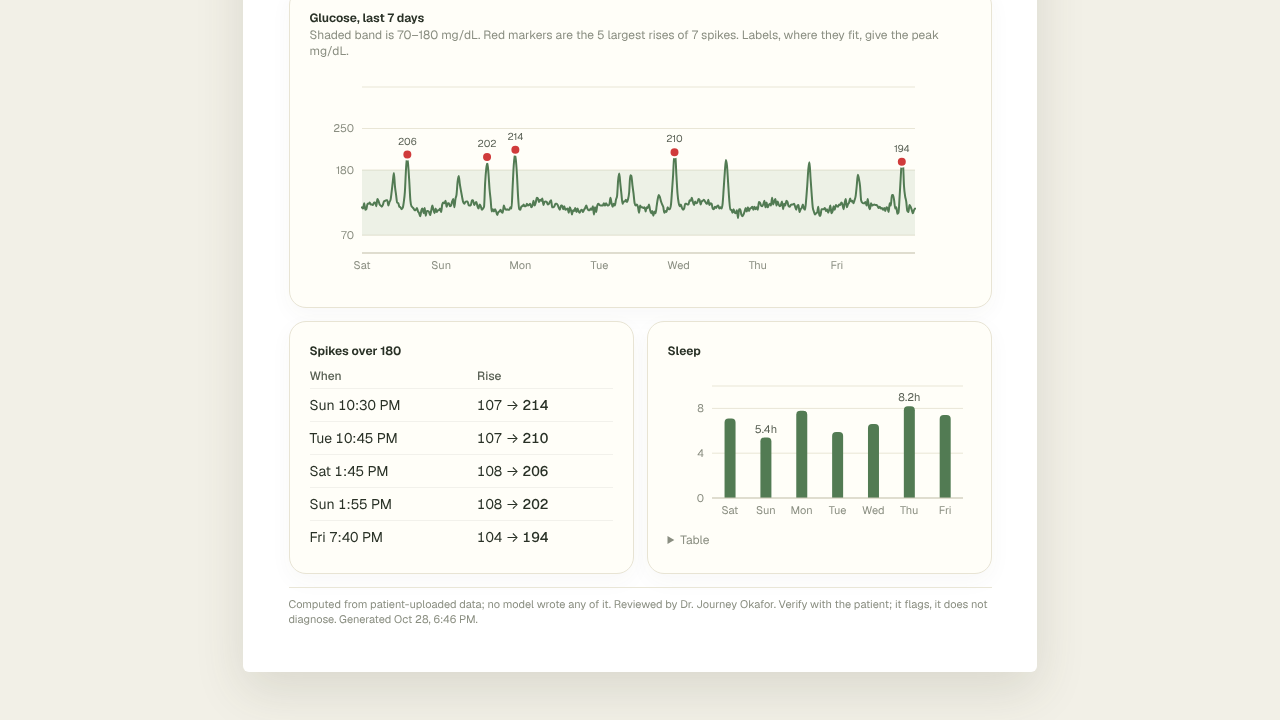 Glucose, last 7 days
Shaded band is 70–180 mg/dL. Red markers are the 5 largest rises of 7 spikes. Labels, where they fit, give the peak
mg/dL.
250
180
70
206
202
214
210
194
Sat Sun Mon Tue Wed Thu Fri
Spikes over 180
When Rise
Sun 10:30 PM 107 → 214
Tue 10:45 PM 107 → 210
Sat 1:45 PM 108 → 206
Sun 1:55 PM 108 → 202
Fri 7:40 PM 104 → 194
Sleep
8
4
0
5.4h
8.2h
Sat Sun Mon Tue Wed Thu Fri
▶ Table
Computed from patient-uploaded data; no model wrote any of it. Reviewed by Dr. Journey Okafor. Verify with the patient; it flags, it does not
diagnose. Generated Oct 28, 6:46 PM.